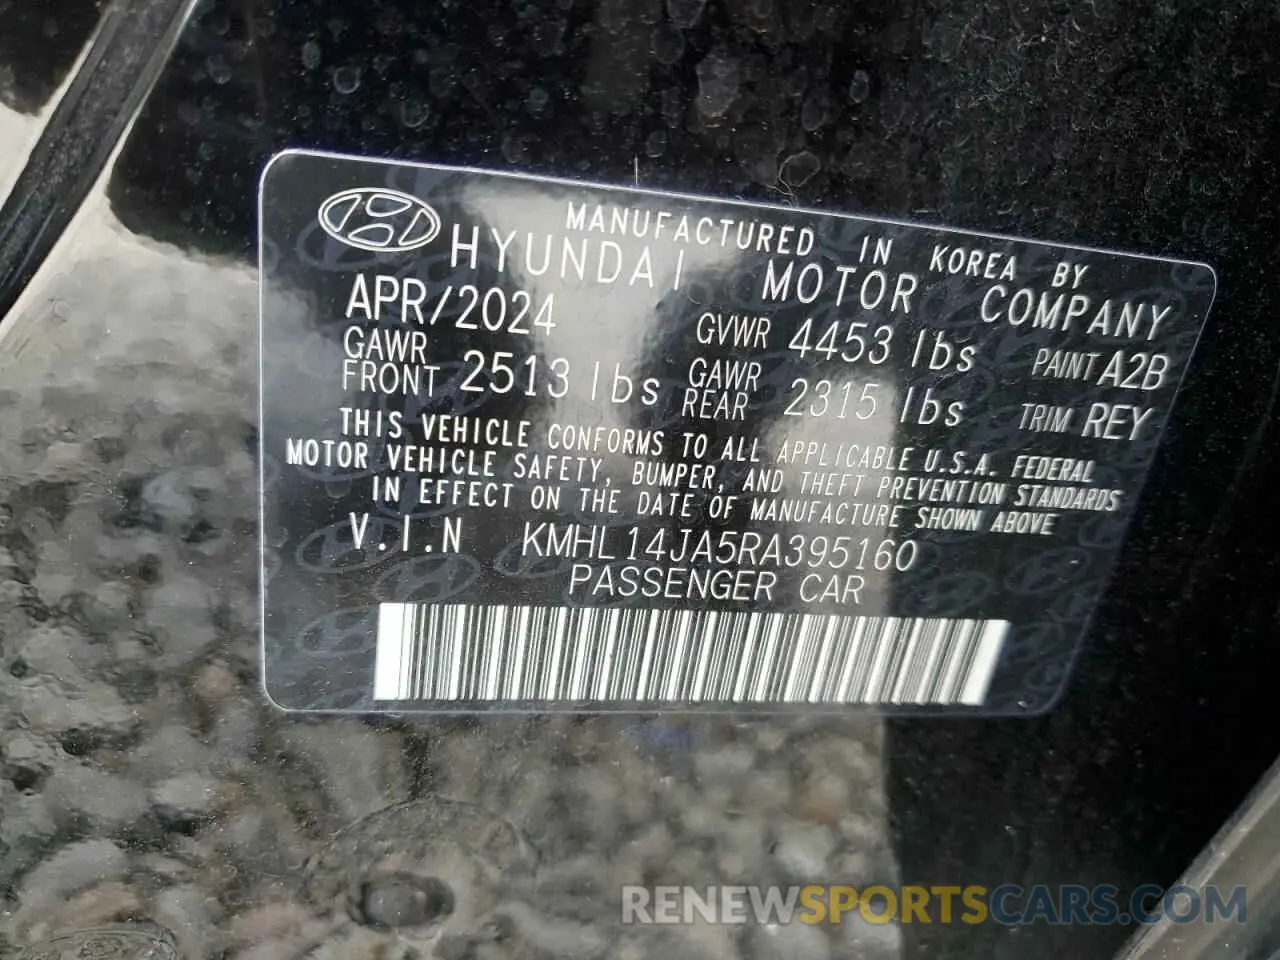 MANUFACTURED IN KOREA BY
HYUNDAI MOTOR COMPANY
APR/2024 GVWR 4453 lbs PAINT A2B
GAWR FRONT 2513 lbs GAWR REAR 2315 lbs TRIM REY
THIS VEHICLE CONFORMS TO ALL APPLICABLE U.S.A. FEDERAL
MOTOR VEHICLE SAFETY, BUMPER, AND THEFT PREVENTION STANDARDS
IN EFFECT ON THE DATE OF MANUFACTURE SHOWN ABOVE
V.I.N KMHL14JA5RA395160
PASSENGER CAR
RENEWSPORTSCARS.COM